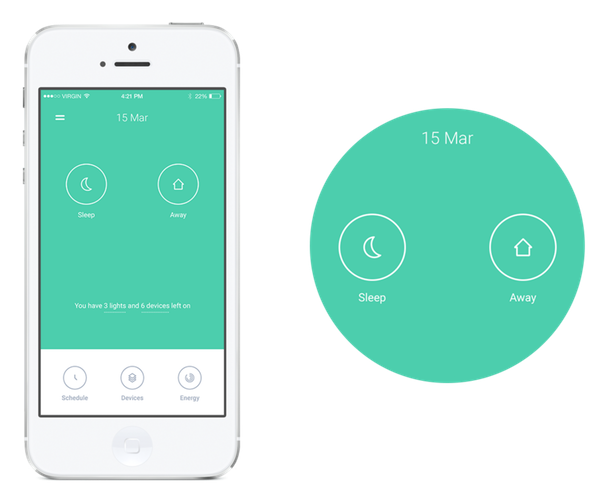 VIRGIN
4:21 PM
22%
15 Mar
Sleep
Away
You have 3 lights and 6 devices left on
Schedule
Devices
Energy
15 Mar
Sleep
Away